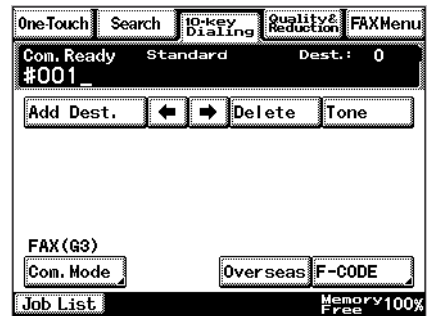 One-Touch Search 10-key Dialing Quality& Reduction FAXMenu
Com. Ready Standard Dest.: 0
#001_
Add Dest. Delete Tone
FAX(G3)
Com. Mode Overseas F-CODE
Job List Memory Free 100%